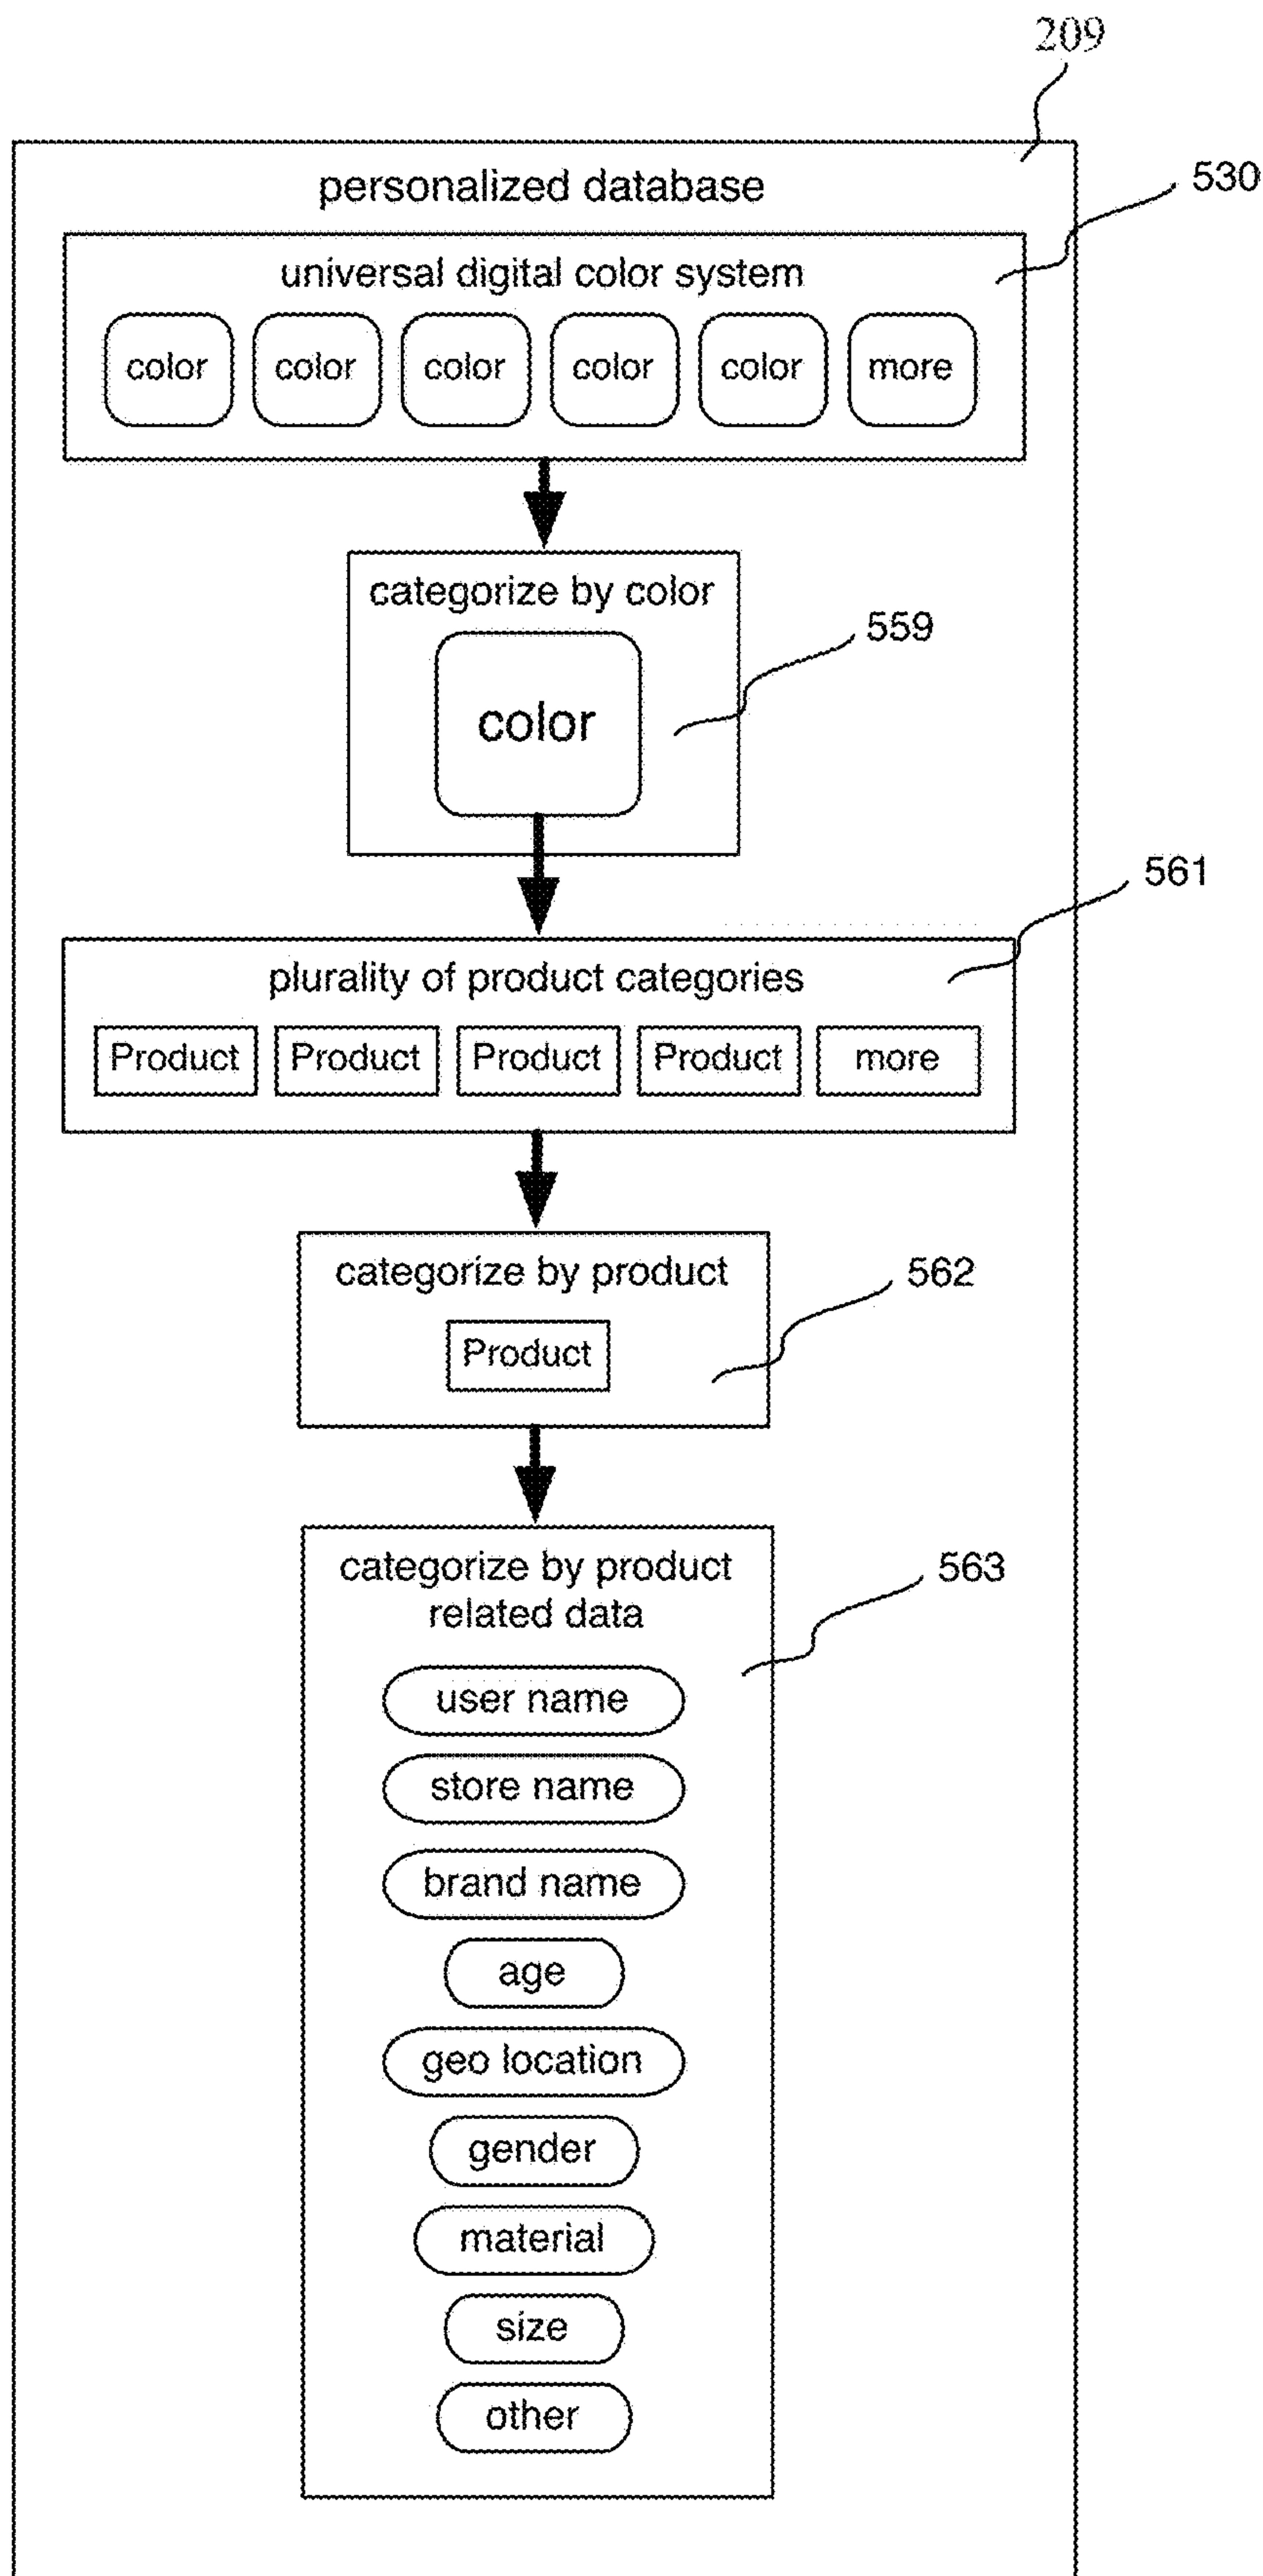 209
personalized database
530
universal digital color system
color color color color color more
categorize by color
559
color
561
plurality of product categories
Product Product Product Product more
categorize by product
562
Product
categorize by product
related data
563
user name
store name
brand name
age
geo location
gender
material
size
other